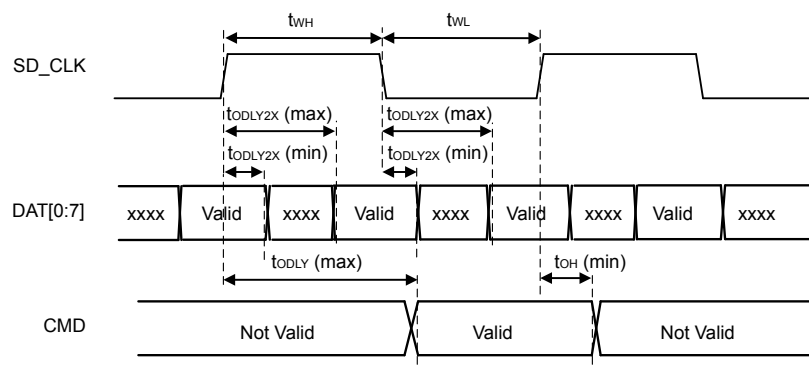 tWH tWL
SD_CLK
tODLY2X (max) tODLY2X (max)
tODLY2X (min) tODLY2X (min)
DAT[0:7] xxxx Valid xxxx Valid xxxx Valid xxxx Valid xxxx
tODLY (max) tOH (min)
CMD Not Valid Valid Not Valid